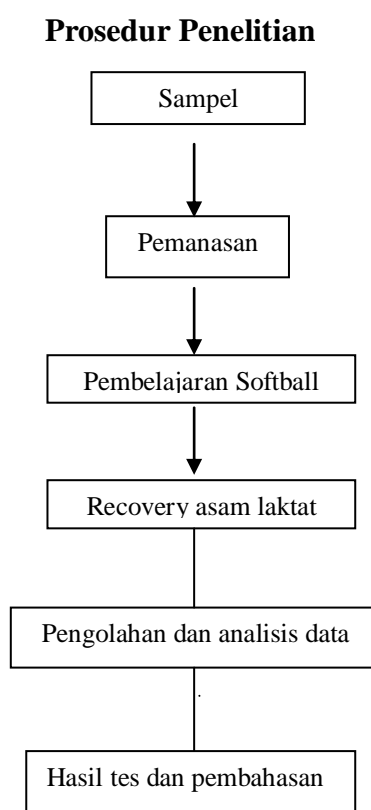 Prosedur Penelitian
Sampel
Pemanasan
Pembelajaran Softball
Recovery asam laktat
Pengolahan dan analisis data
.
Hasil tes dan pembahasan